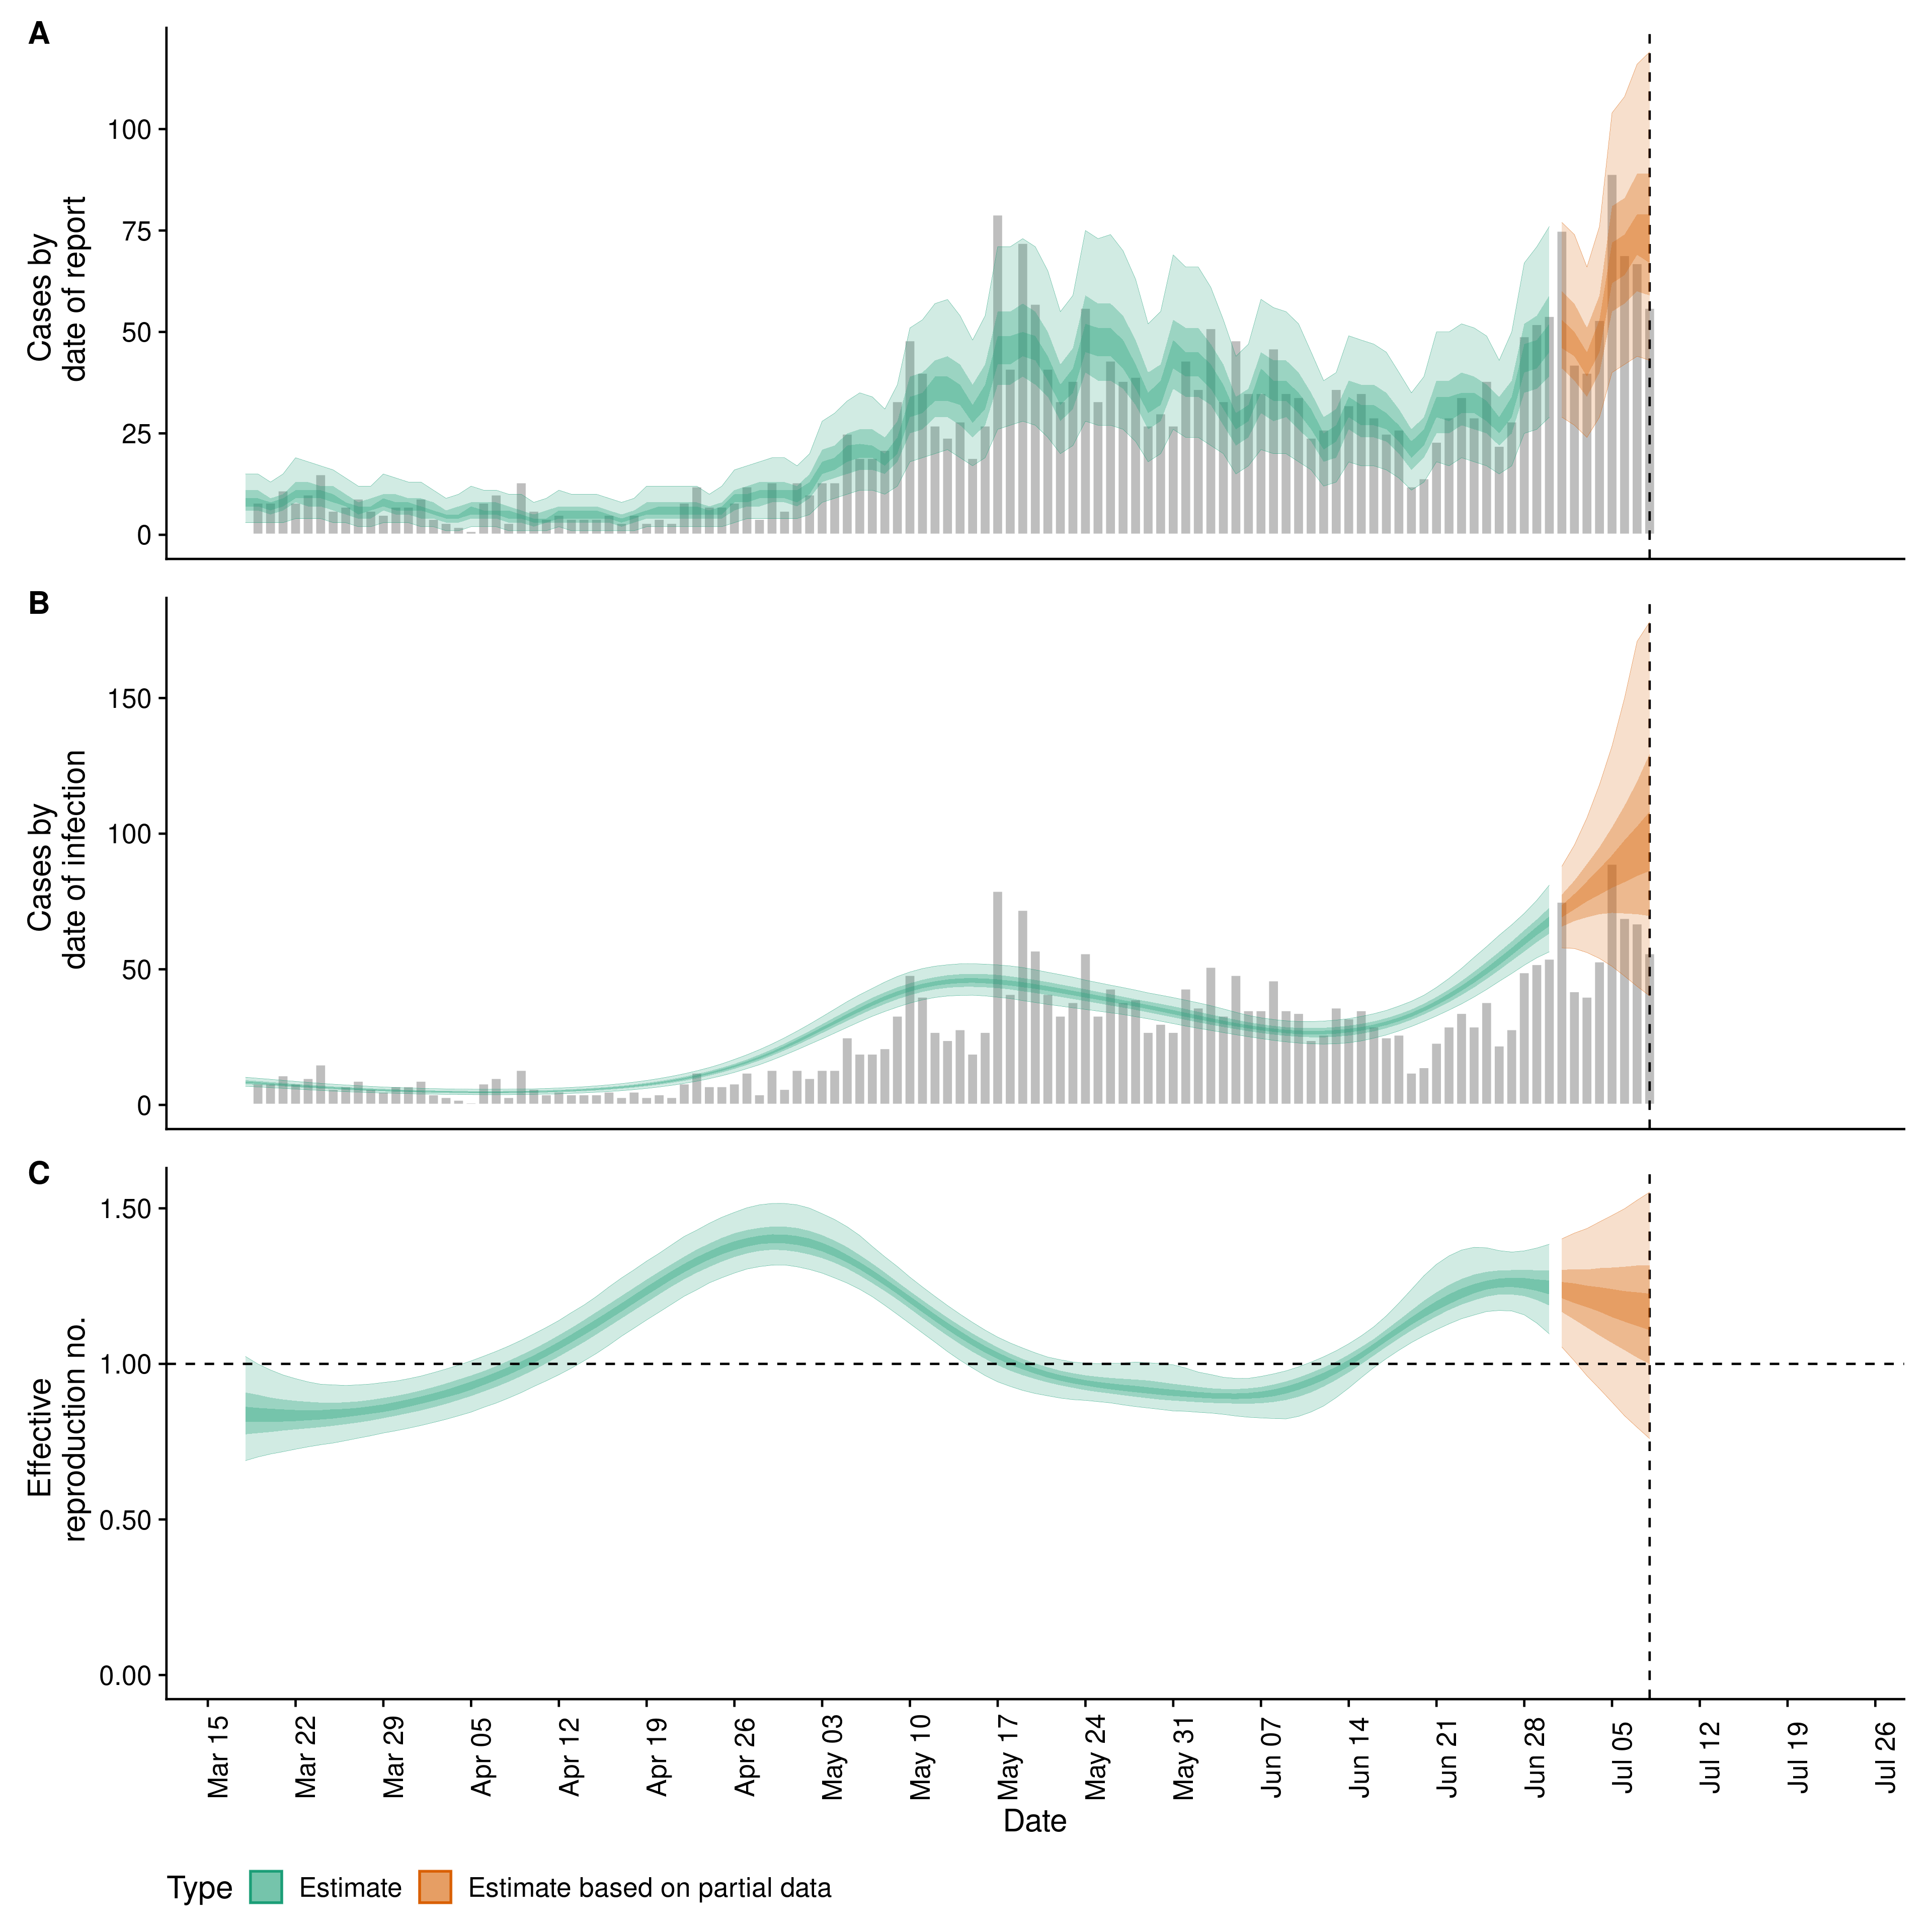 A
Cases by
date of report
100
75
50
25
0
B
Cases by
date of infection
150
100
50
0
C
Effective
reproduction no.
1.50
1.00
0.50
0.00
Mar 15
Mar 22
Mar 29
Apr 05
Apr 12
Apr 19
Apr 26
May 03
May 10
May 17
May 24
May 31
Jun 07
Jun 14
Jun 21
Jun 28
Jul 05
Jul 12
Jul 19
Jul 26
Date
Type Estimate Estimate based on partial data